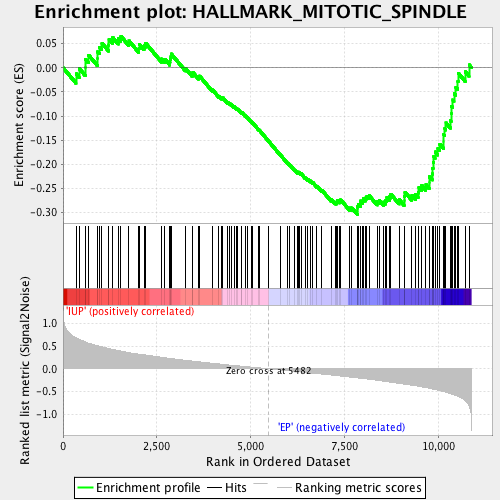 Enrichment plot: HALLMARK_MITOTIC_SPINDLE
Enrichment score (ES)
0.05
0.00
-0.05
-0.10
-0.15
-0.20
-0.25
-0.30
Ranked list metric (Signal2Noise)
'IUP' (positively correlated)
1.0
0.5
0.0
-0.5
-1.0
Zero cross at 5482
'EP' (negatively correlated)
0
2,500
5,000
7,500
10,000
Rank in Ordered Dataset
Enrichment profile
Hits
Ranking metric scores